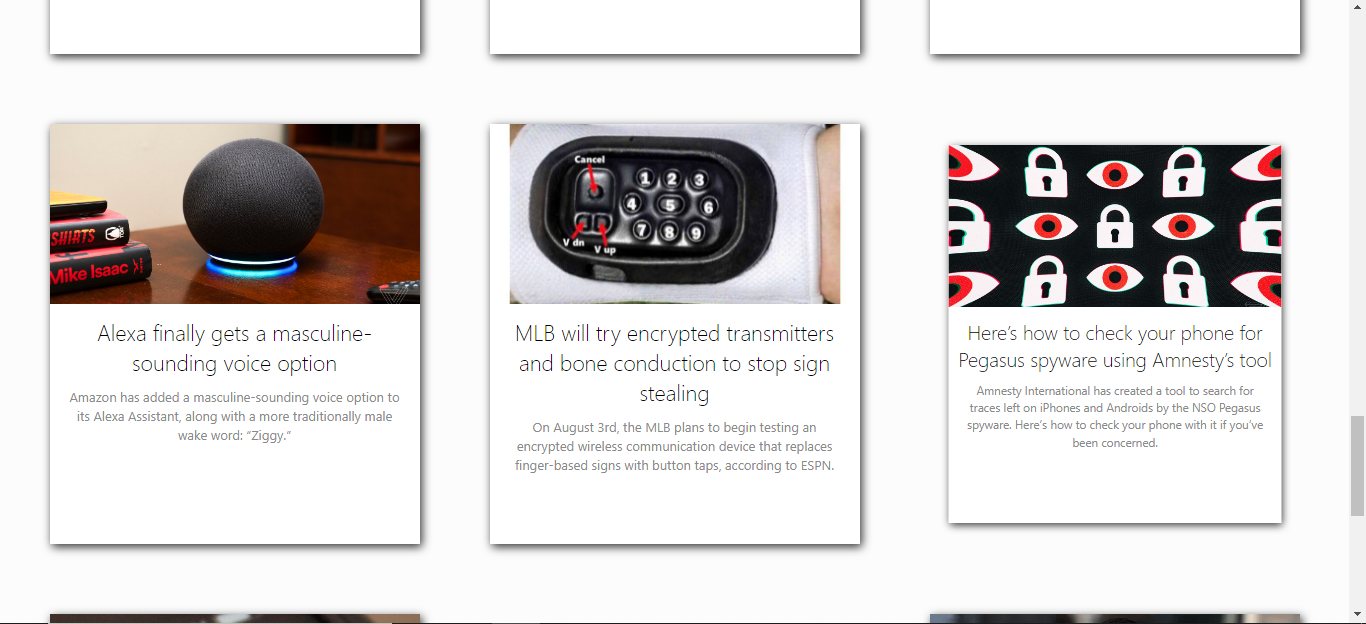 SHIRTS
Mike Isaac
Alexa finally gets a masculine-
sounding voice option
Amazon has added a masculine-sounding voice option to
its Alexa Assistant, along with a more traditionally male
wake word: “Ziggy.”
Cancel
1 2 3
4 5 6
7 8 9
V dn
V up
MLB will try encrypted transmitters
and bone conduction to stop sign
stealing
On August 3rd, the MLB plans to begin testing an
encrypted wireless communication device that replaces
finger-based signs with button taps, according to ESPN.
Here’s how to check your phone for
Pegasus spyware using Amnesty’s tool
Amnesty International has created a tool to search for
traces left on iPhones and Androids by the NSO Pegasus
spyware. Here’s how to check your phone with it if you’ve
been concerned.